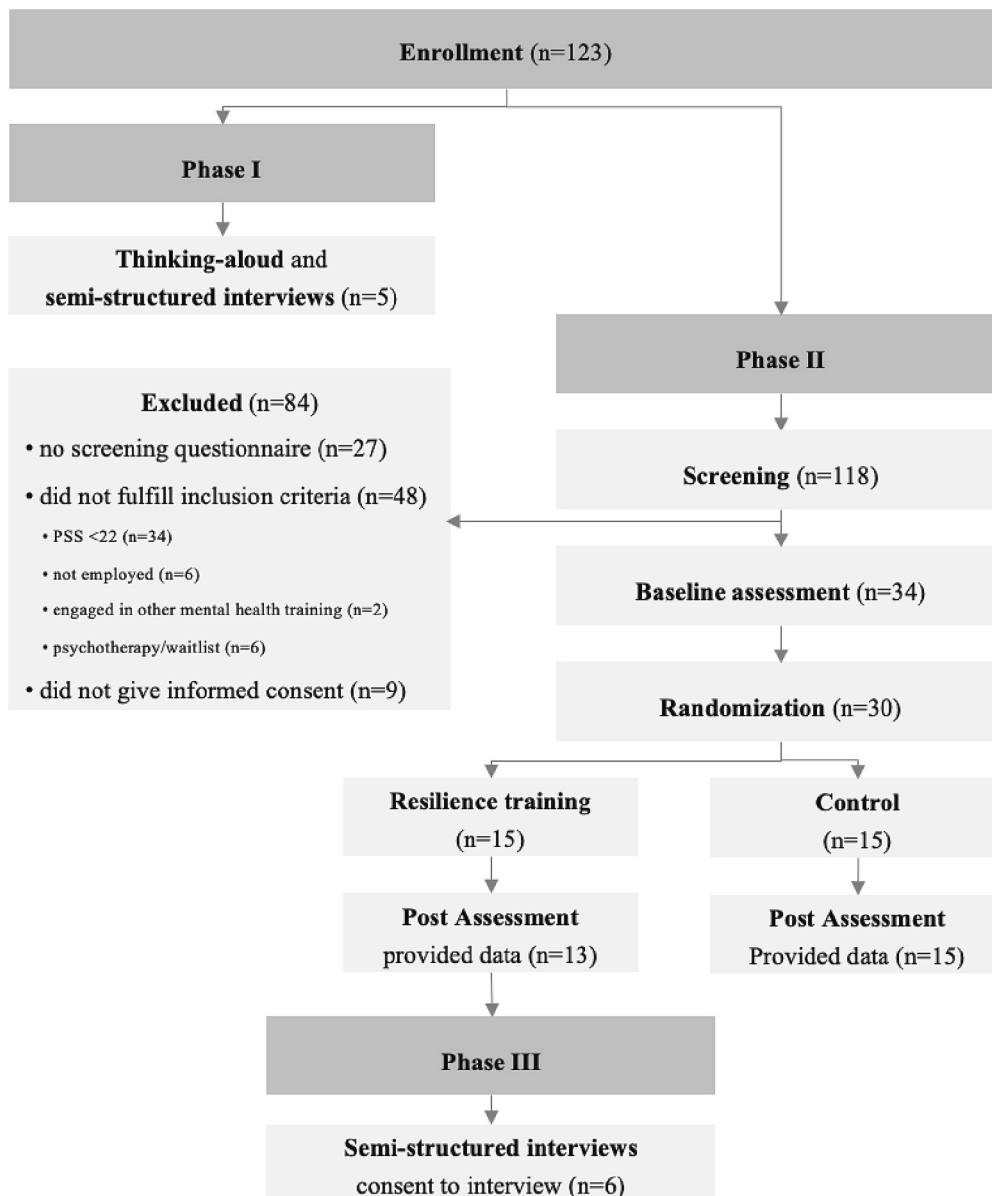 Enrollment (n=123)
Phase I
Thinking-aloud and
semi-structured interviews (n=5)
Phase II
Excluded (n=84)
• no screening questionnaire (n=27)
• did not fulfill inclusion criteria (n=48)
• PSS <22 (n=34)
• not employed (n=6)
• engaged in other mental health training (n=2)
• psychotherapy/waitlist (n=6)
• did not give informed consent (n=9)
Screening (n=118)
Baseline assessment (n=34)
Randomization (n=30)
Resilience training
(n=15)
Control
(n=15)
Post Assessment
provided data (n=13)
Post Assessment
Provided data (n=15)
Phase III
Semi-structured interviews
consent to interview (n=6)